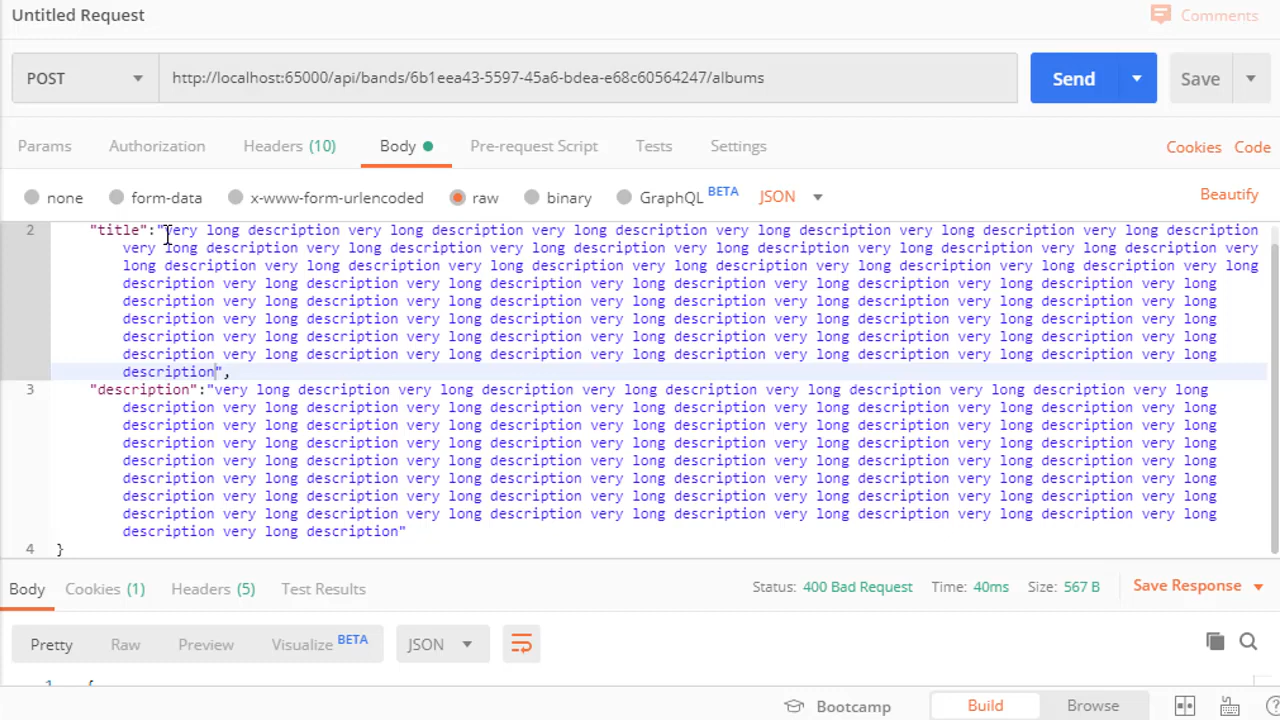 Untitled Request
Comments
POST
http://localhost:65000/api/bands/6b1eea43-5597-45a6-bdea-e68c60564247/albums
Send
Save
Params Authorization Headers (10) Body Pre-request Script Tests Settings Cookies Code
none form-data x-www-form-urlencoded raw binary GraphQL BETA JSON Beautify
2 "title":"very long description very long description very long description very long description very long description very long description
very long description very long description very long description very long description very long description very long description very
long description very long description very long description very long description very long description very long description very long
description very long description very long description very long description very long description very long description very long
description very long description very long description very long description very long description very long description very long
description very long description very long description very long description very long description very long description very long
description very long description very long description very long description very long description very long description very long
description very long description very long description very long description very long description very long description very long
description",
3 "description":"very long description very long description very long description very long description very long description very long
description very long description very long description very long description very long description very long description very long
description very long description very long description very long description very long description very long description very long
description very long description very long description very long description very long description very long description very long
description very long description very long description very long description very long description very long description very long
description very long description very long description very long description very long description very long description very long
description very long description very long description very long description very long description very long description very long
description very long description very long description very long description very long description very long description very long
description very long description"
4 }
Body Cookies (1) Headers (5) Test Results Status: 400 Bad Request Time: 40ms Size: 567 B Save Response
Pretty Raw Preview Visualize BETA JSON
1 {
Bootcamp Build Browse